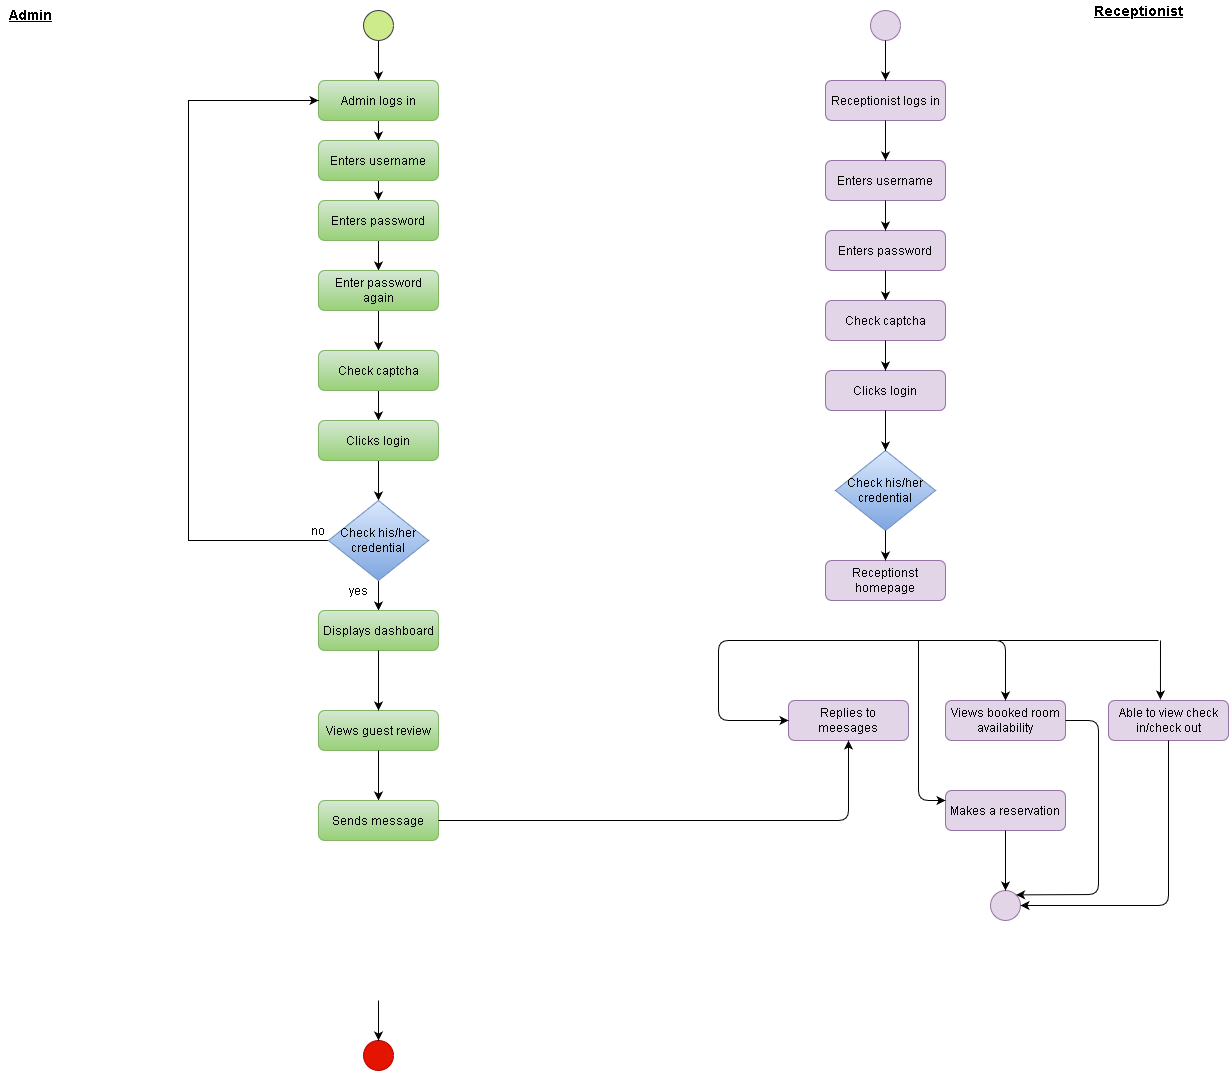 Admin
Receptionist
Admin logs in
Enters username
Enters password
Enter password
again
Check captcha
Clicks login
Check his/her
credential
no
yes
Displays dashboard
Views guest review
Sends message
Receptionist logs in
Enters username
Enters password
Check captcha
Clicks login
Check his/her
credential
Receptionst
homepage
Replies to
meesages
Views booked room
availability
Able to view check
in/check out
Makes a reservation